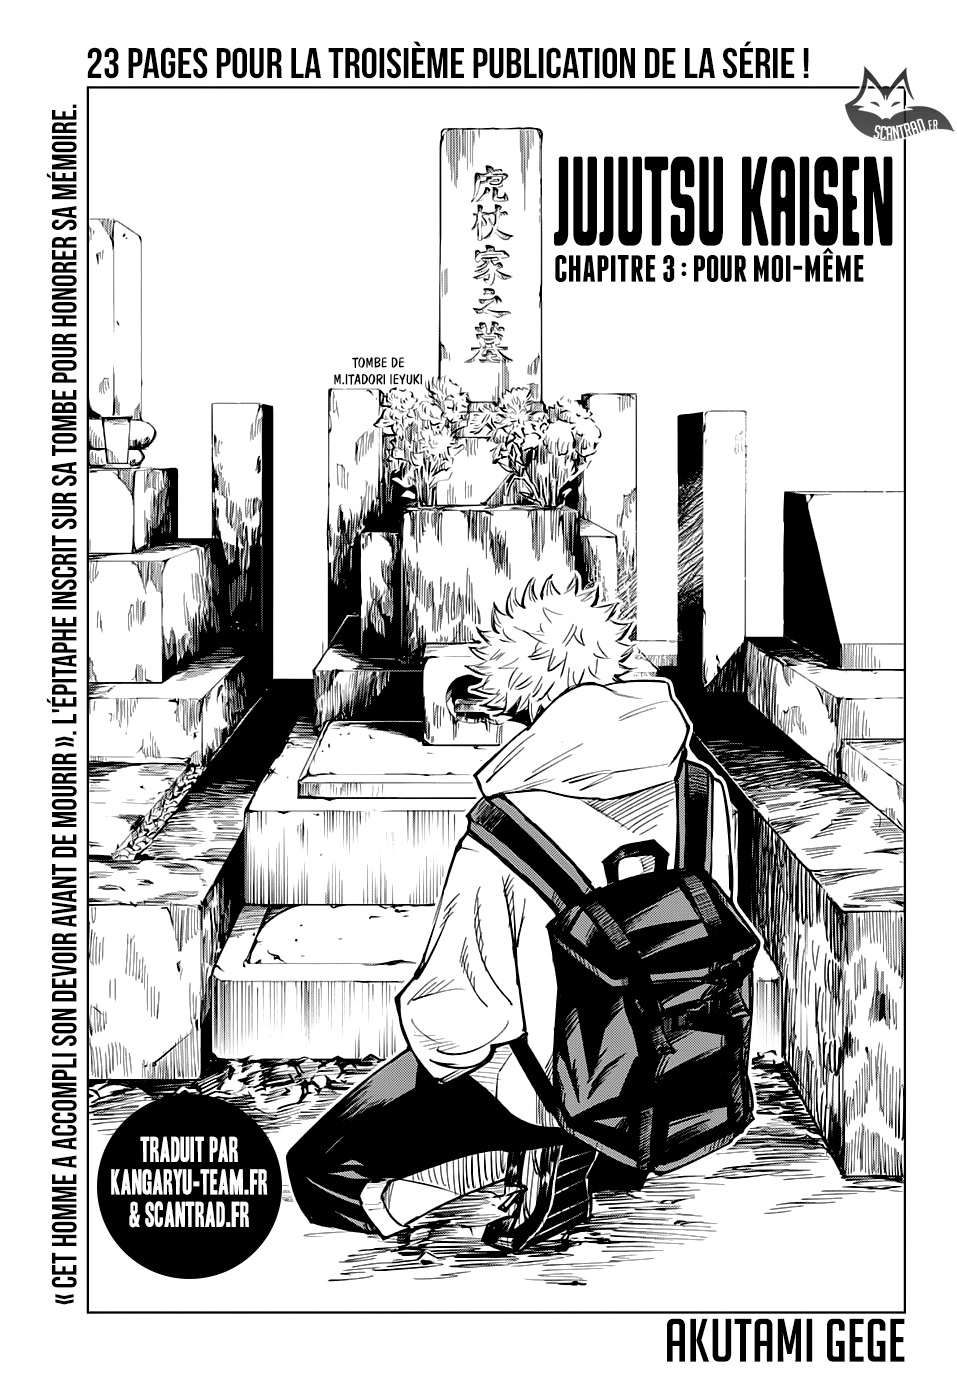 23 PAGES POUR LA TROISIÈME PUBLICATION DE LA SÉRIE !
SCANTRAD.FR
« CET HOMME A ACCOMPLI SON DEVOIR AVANT DE MOURIR ». L'ÉPITAPHE INSCRIT SUR SA TOMBE POUR HONORER SA MÉMOIRE.
JUJUTSU KAISEN
CHAPITRE 3 : POUR MOI-MÊME
虎杖家之墓
TOMBE DE
M.ITADORI IEYUKI
TRADUIT PAR
KANGARYU-TEAM.FR
& SCANTRAD.FR
AKUTAMI GEGE